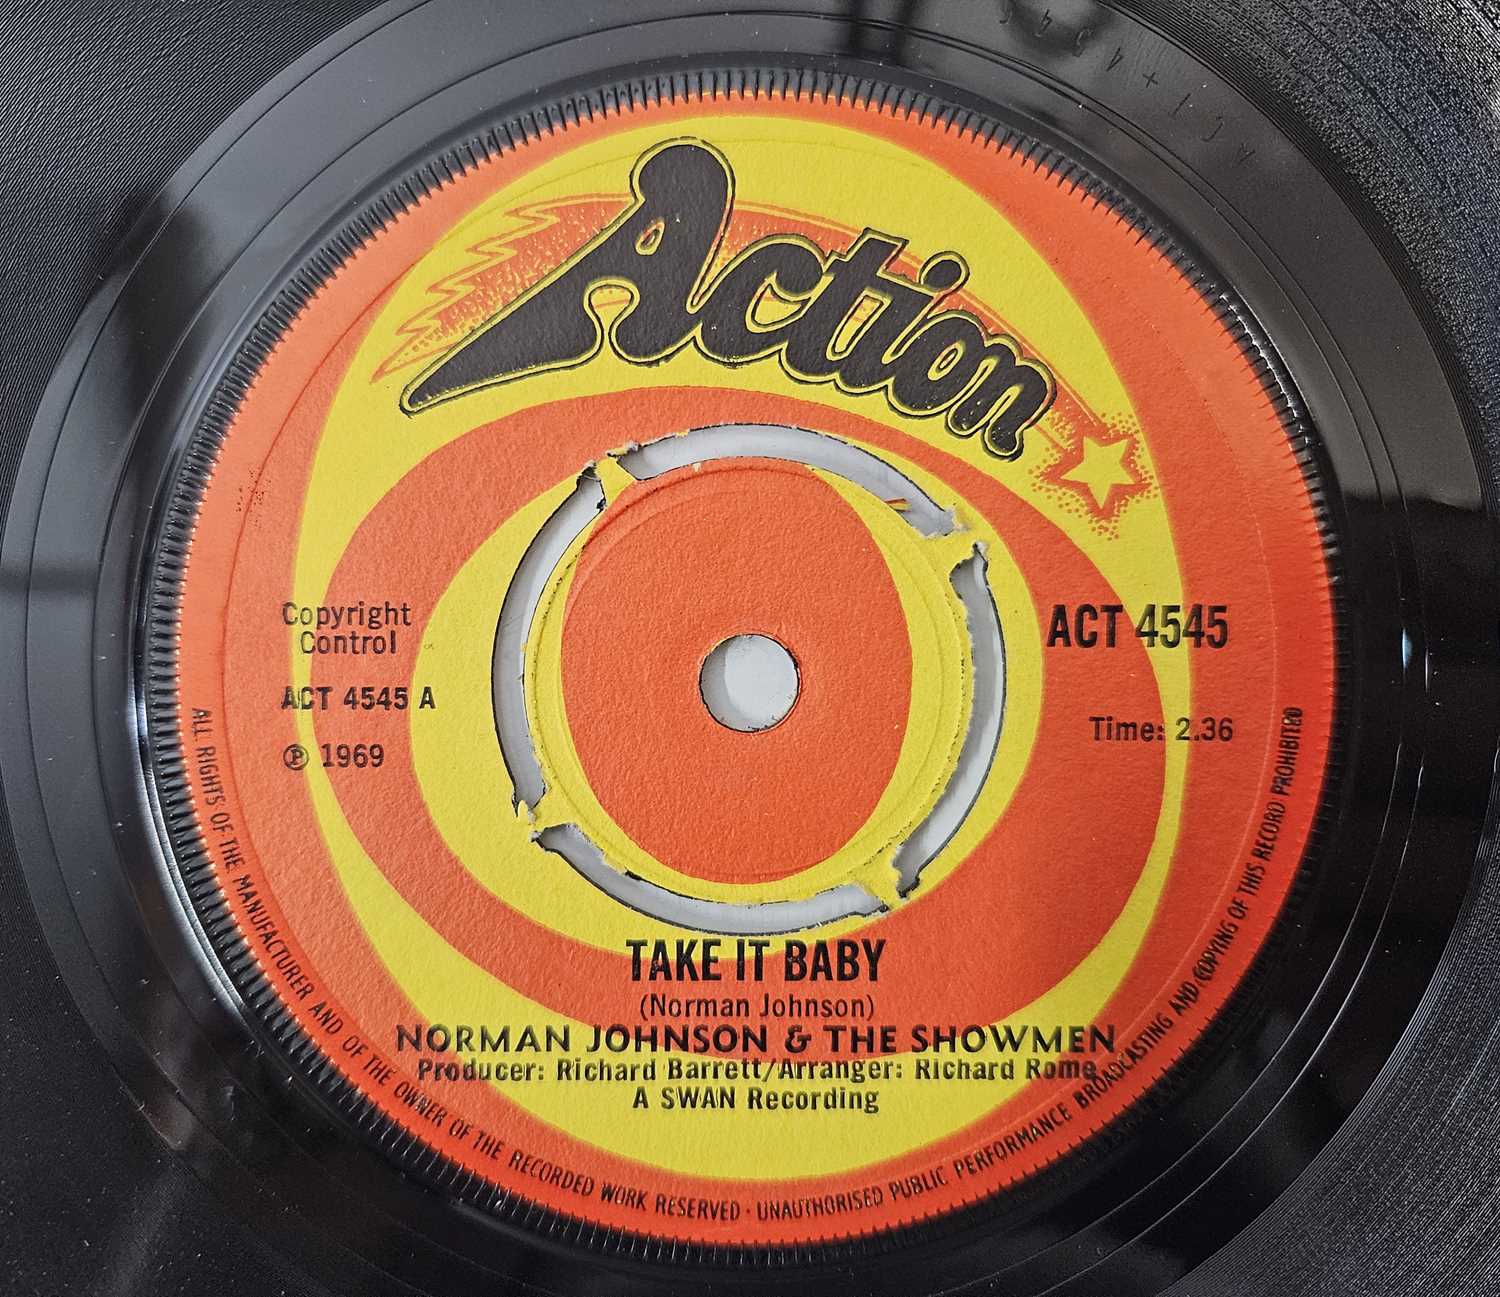 ACT + 4545
Action
Copyright
Control
ACT 4545 A
℗ 1969
ACT 4545
Time: 2.36
TAKE IT BABY
(Norman Johnson)
NORMAN JOHNSON & THE SHOWMEN
Producer: Richard Barrett/Arranger: Richard Rome
A SWAN Recording
ALL RIGHTS OF THE MANUFACTURER AND OF THE OWNER OF THE RECORDED WORK RESERVED · UNAUTHORISED PUBLIC PERFORMANCE BROADCASTING AND COPYING OF THIS RECORD PROHIBITED